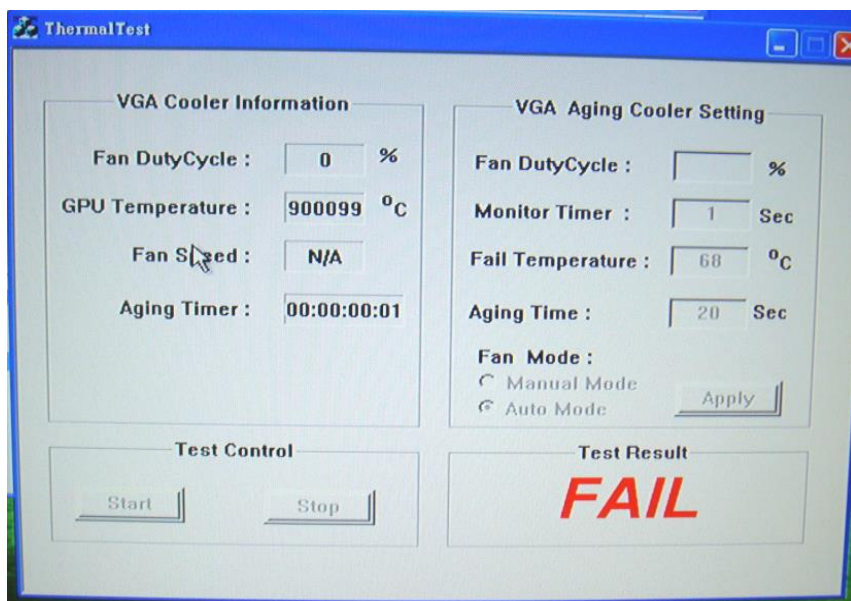 ThermalTest
VGA Cooler Information
Fan DutyCycle : 0 %
GPU Temperature : 900099 ºC
Fan Speed : N/A
Aging Timer : 00:00:00:01
VGA Aging Cooler Setting
Fan DutyCycle : %
Monitor Timer : 1 Sec
Fail Temperature : 68 ºC
Aging Time : 20 Sec
Fan Mode :
Manual Mode
Auto Mode
Apply
Test Control
Start Stop
Test Result
FAIL